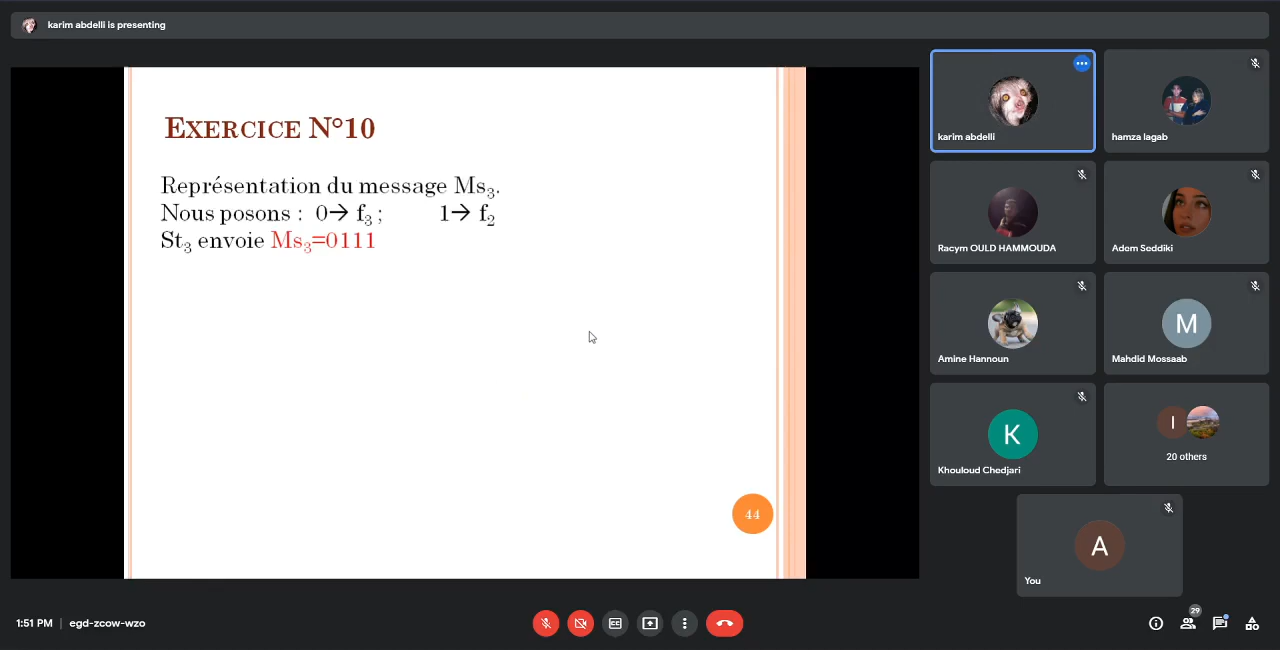 karim abdelli is presenting
EXERCICE N°10
Représentation du message Ms₃.
Nous posons : 0→ f₃ ; 1→ f₂
St₃ envoie Ms₃=0111
44
karim abdelli
hamza lagab
Racym OULD HAMMOUDA
Adem Seddiki
Amine Hannoun
M
Mahdid Mossaab
K
Khouloud Chedjari
I
20 others
A
You
1:51 PM | egd-zcow-wzo
29